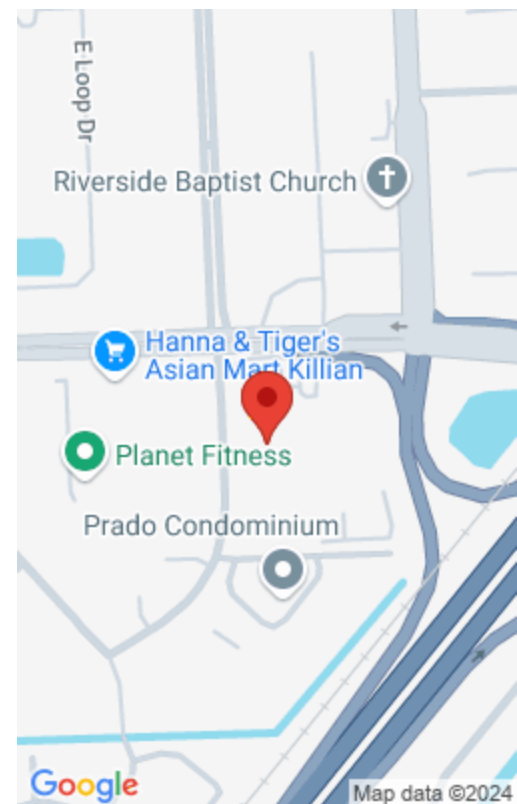 E Loop Dr
Riverside Baptist Church
Hanna & Tiger's
Asian Mart Killian
Planet Fitness
Prado Condominium
Google
Map data ©2024